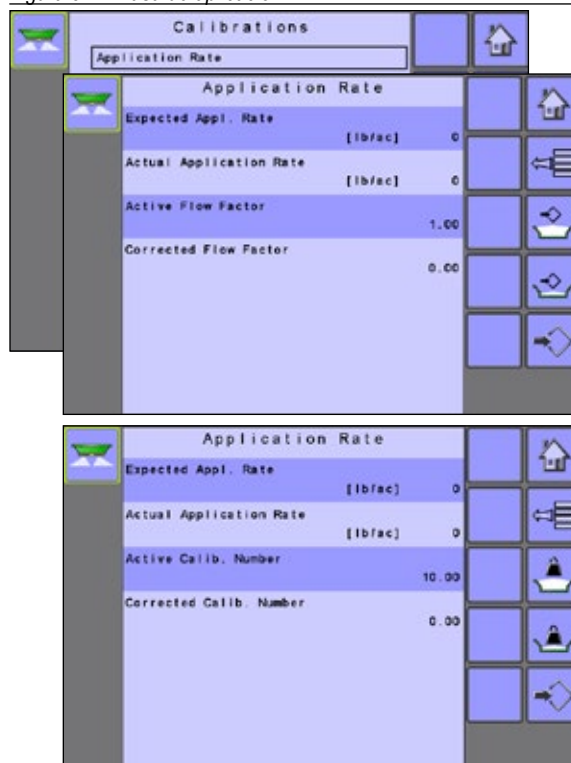 Calibrations
Application Rate
Application Rate
Expected Appl. Rate
[lb/ac] 0
Actual Application Rate
[lb/ac] 0
Active Flow Factor
1.00
Corrected Flow Factor
0.00
Application Rate
Expected Appl. Rate
[lb/ac] 0
Actual Application Rate
[lb/ac] 0
Active Calib. Number
10.00
Corrected Calib. Number
0.00